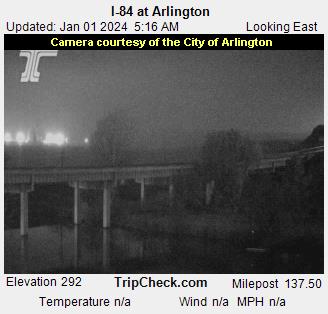 I-84 at Arlington
Updated: Jan 01 2024  5:16 AM    Looking East
Camera courtesy of the City of Arlington
Elevation 292    TripCheck.com    Milepost 137.50
Temperature n/a    Wind n/a  MPH n/a